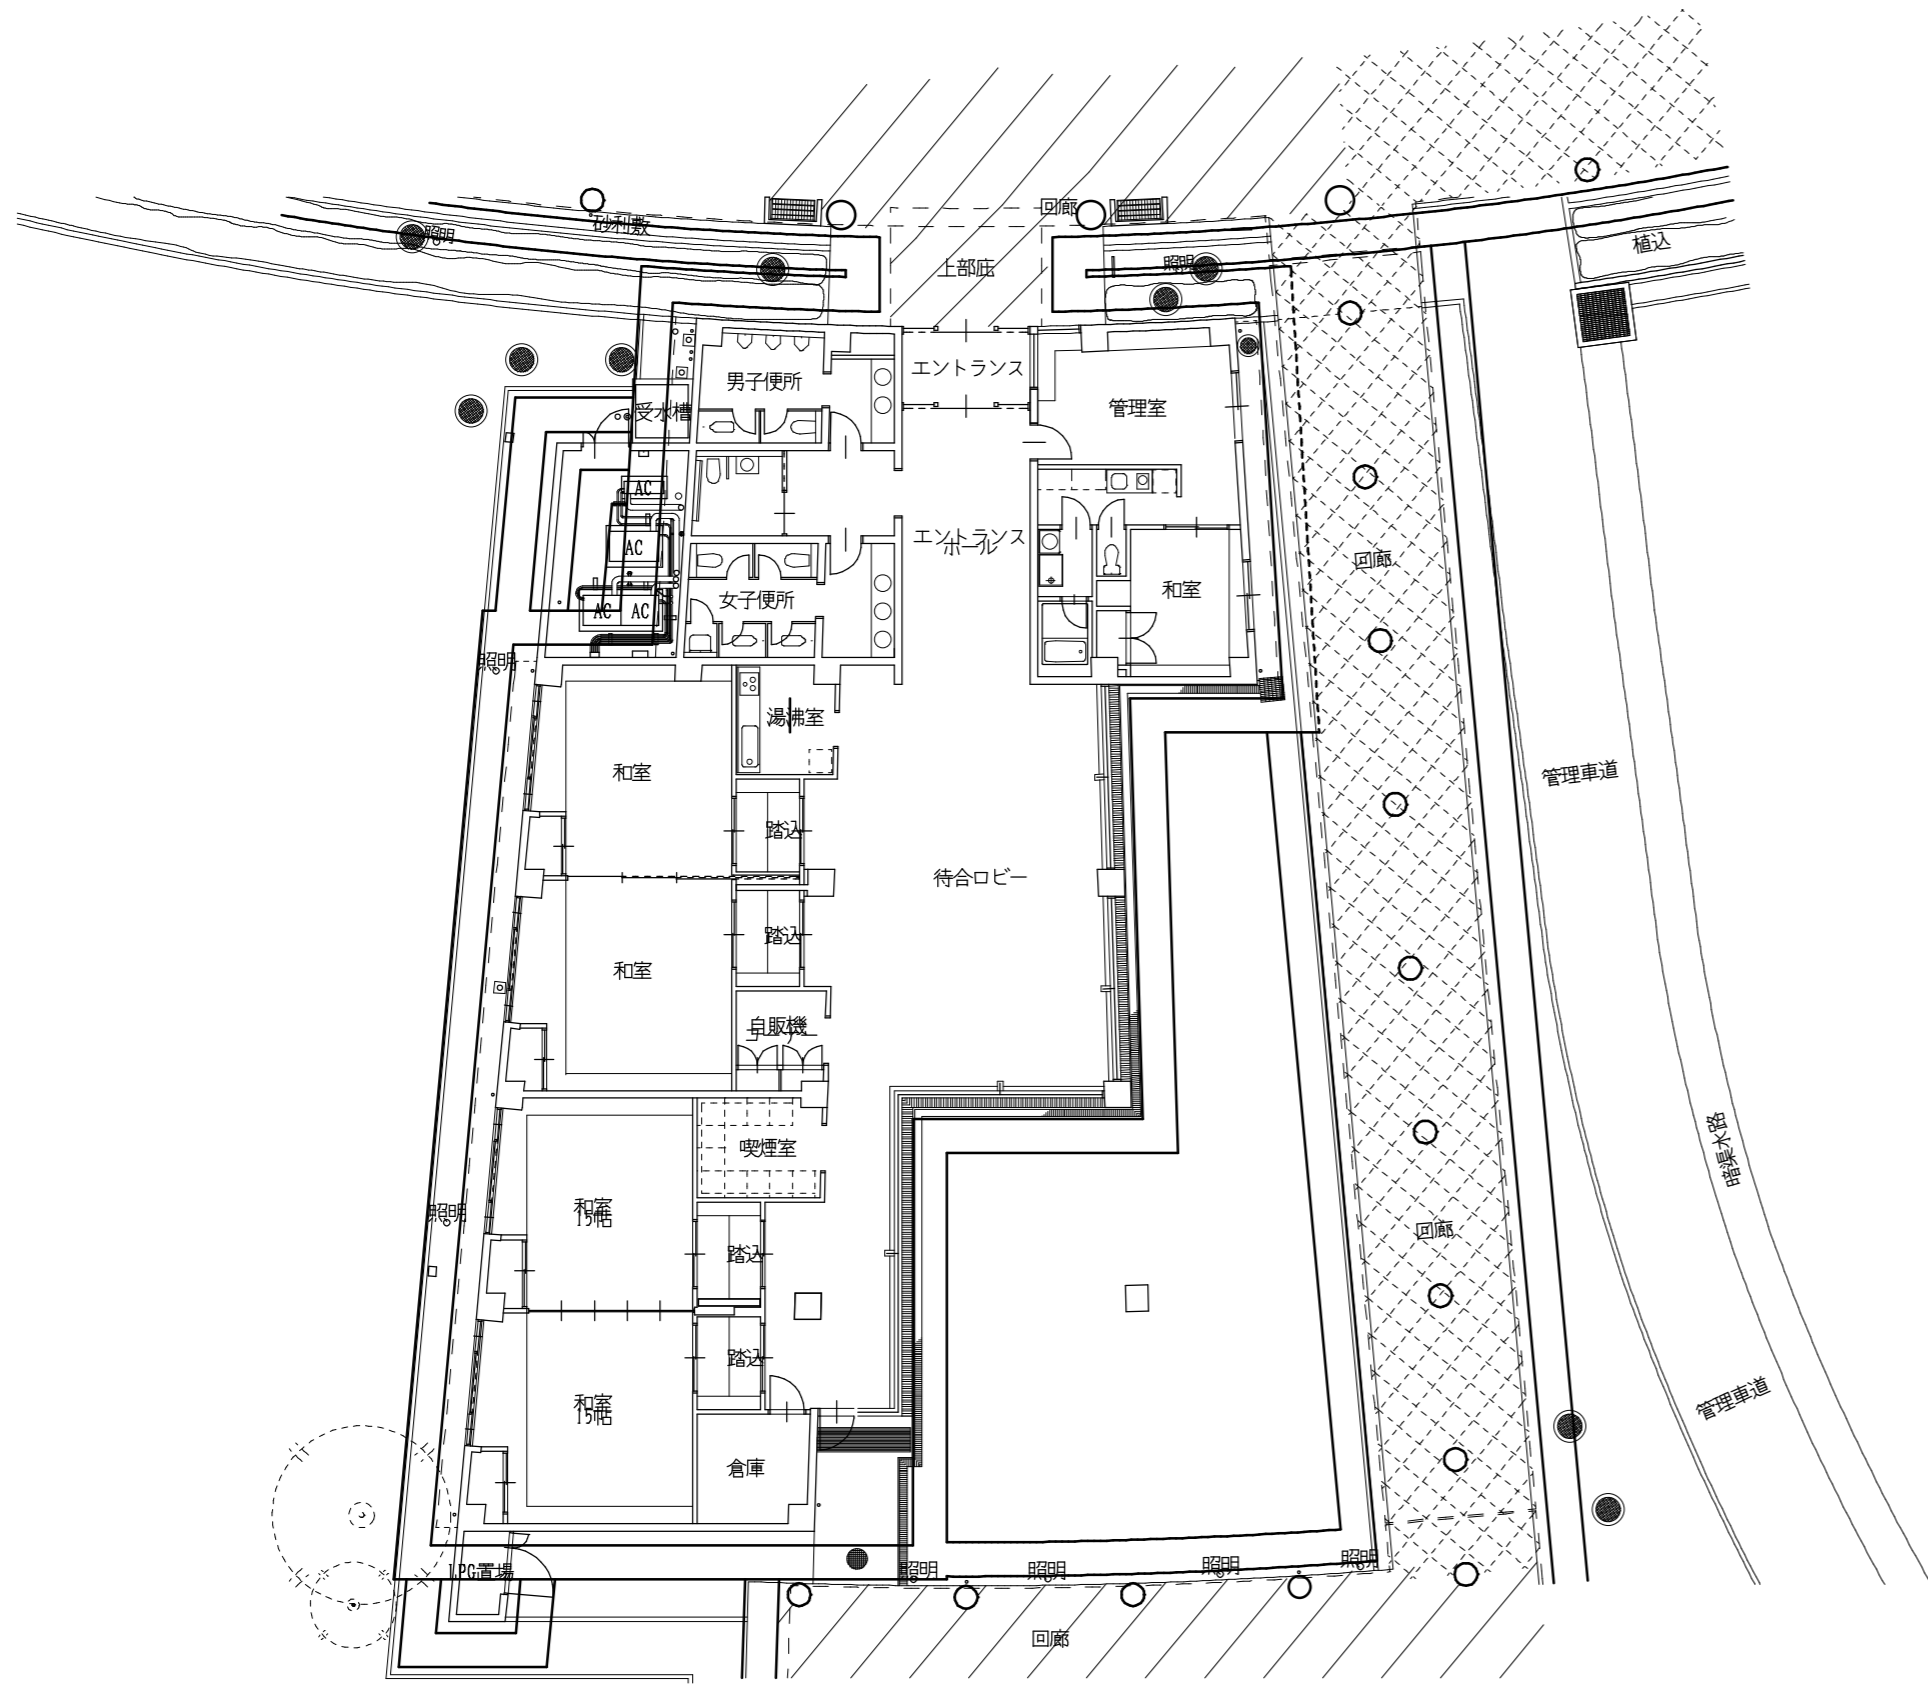 回廊
砂利敷
照明
植込
照明
上部庇
エントランス
男子便所
管理室
受水槽
AC
エントランス
ホール
AC
回廊
和室
女子便所
AC
AC
照明
湯沸室
和室
管理車道
踏込
待合ロビー
踏込
和室
自販機
コーナー
喫煙室
暗渠水路
和室
15帖
照明
回廊
踏込
踏込
和室
15帖
管理車道
倉庫
LPG置場
照明
照明
照明
照明
回廊